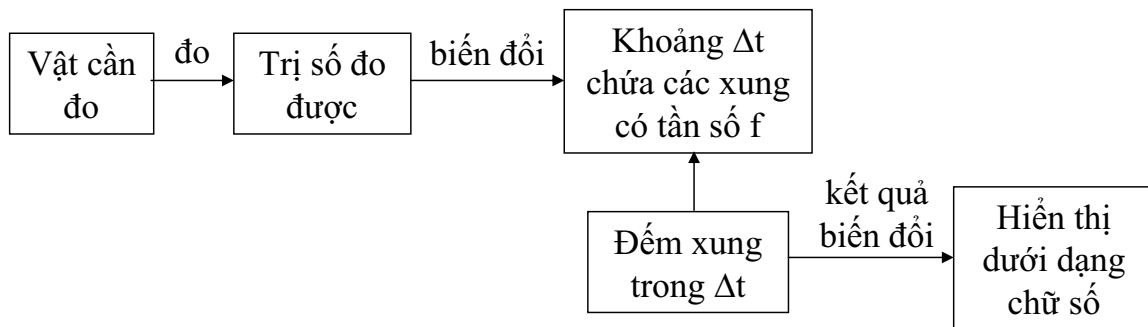 Vật cần
đo
đo
Trị số đo
được
biến đổi
Khoảng Δt
chứa các xung
có tần số f
Đếm xung
trong Δt
kết quả
biến đổi
Hiển thị
dưới dạng
chữ số